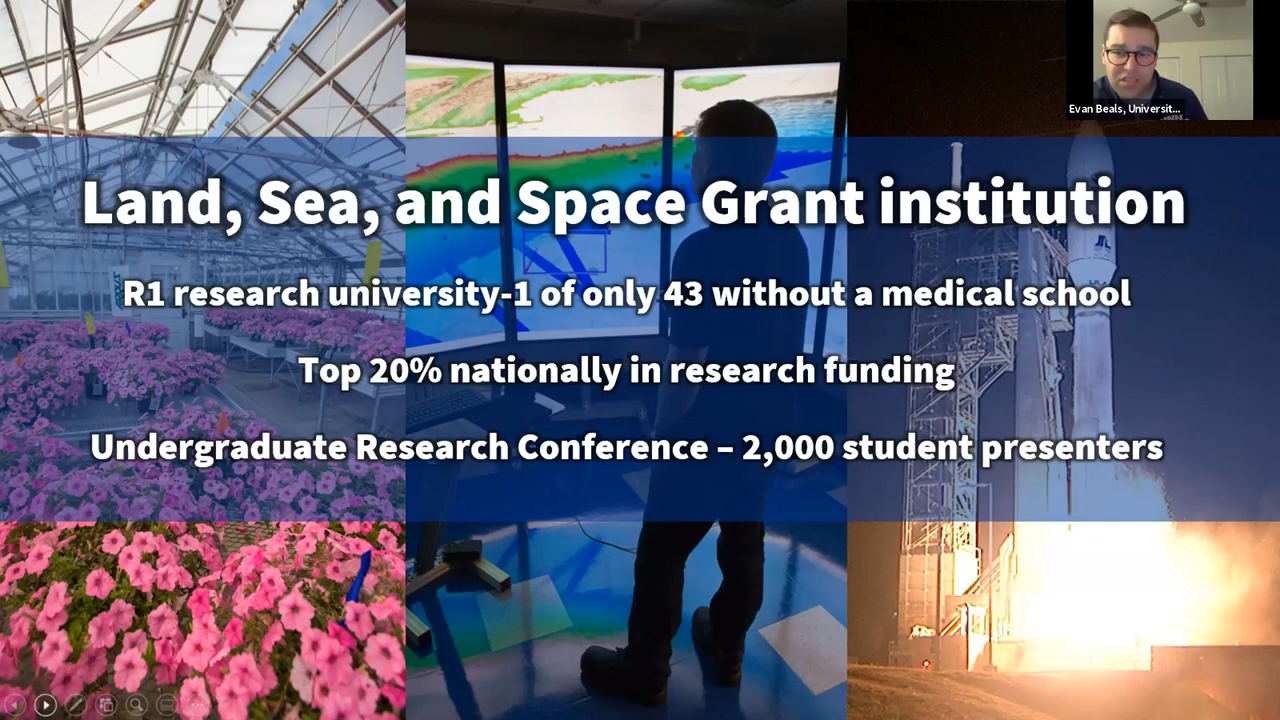 Evan Beals, Universit...
Land, Sea, and Space Grant institution
R1 research university-1 of only 43 without a medical school
Top 20% nationally in research funding
Undergraduate Research Conference – 2,000 student presenters